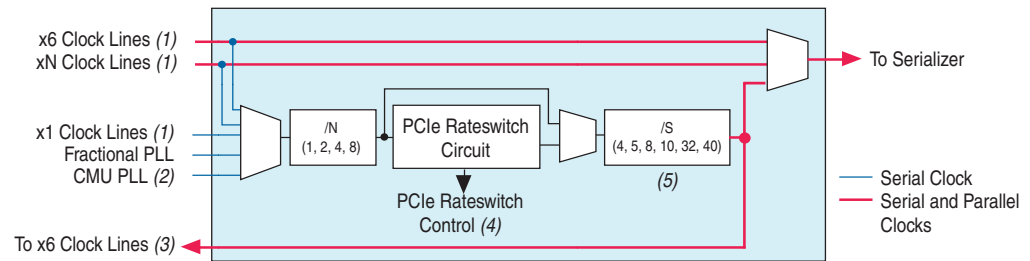 x6 Clock Lines (1)
xN Clock Lines (1)
To Serializer
x1 Clock Lines (1)
Fractional PLL
CMU PLL (2)
/N
(1, 2, 4, 8)
PCIe Rateswitch
Circuit
/S
(4, 5, 8, 10, 32, 40)
(5)
PCIe Rateswitch
Control (4)
Serial Clock
Serial and Parallel
Clocks
To x6 Clock Lines (3)